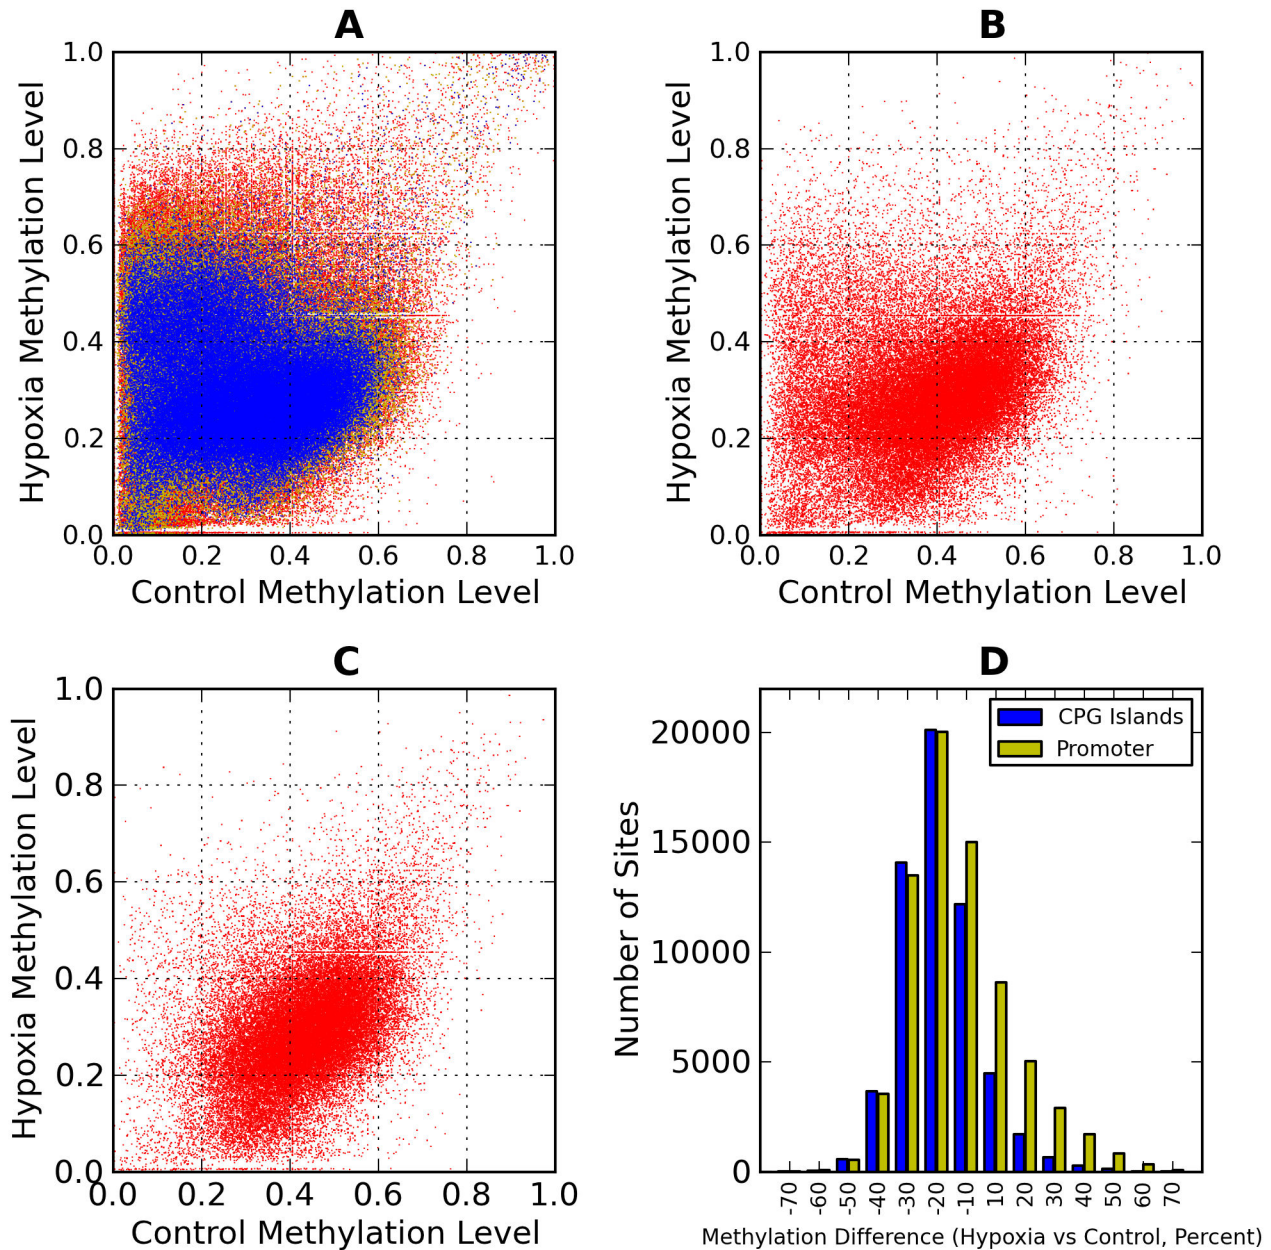 A
1.0
0.8
0.6
0.4
0.2
0.0
Hypoxia Methylation Level
0.0 0.2 0.4 0.6 0.8 1.0
Control Methylation Level
B
1.0
0.8
0.6
0.4
0.2
0.0
Hypoxia Methylation Level
0.0 0.2 0.4 0.6 0.8 1.0
Control Methylation Level
C
1.0
0.8
0.6
0.4
0.2
0.0
Hypoxia Methylation Level
0.0 0.2 0.4 0.6 0.8 1.0
Control Methylation Level
D
CPG Islands
Promoter
20000
15000
10000
5000
0
Number of Sites
-70 -60 -50 -40 -30 -20 -10 10 20 30 40 50 60 70
Methylation Difference (Hypoxia vs Control, Percent)